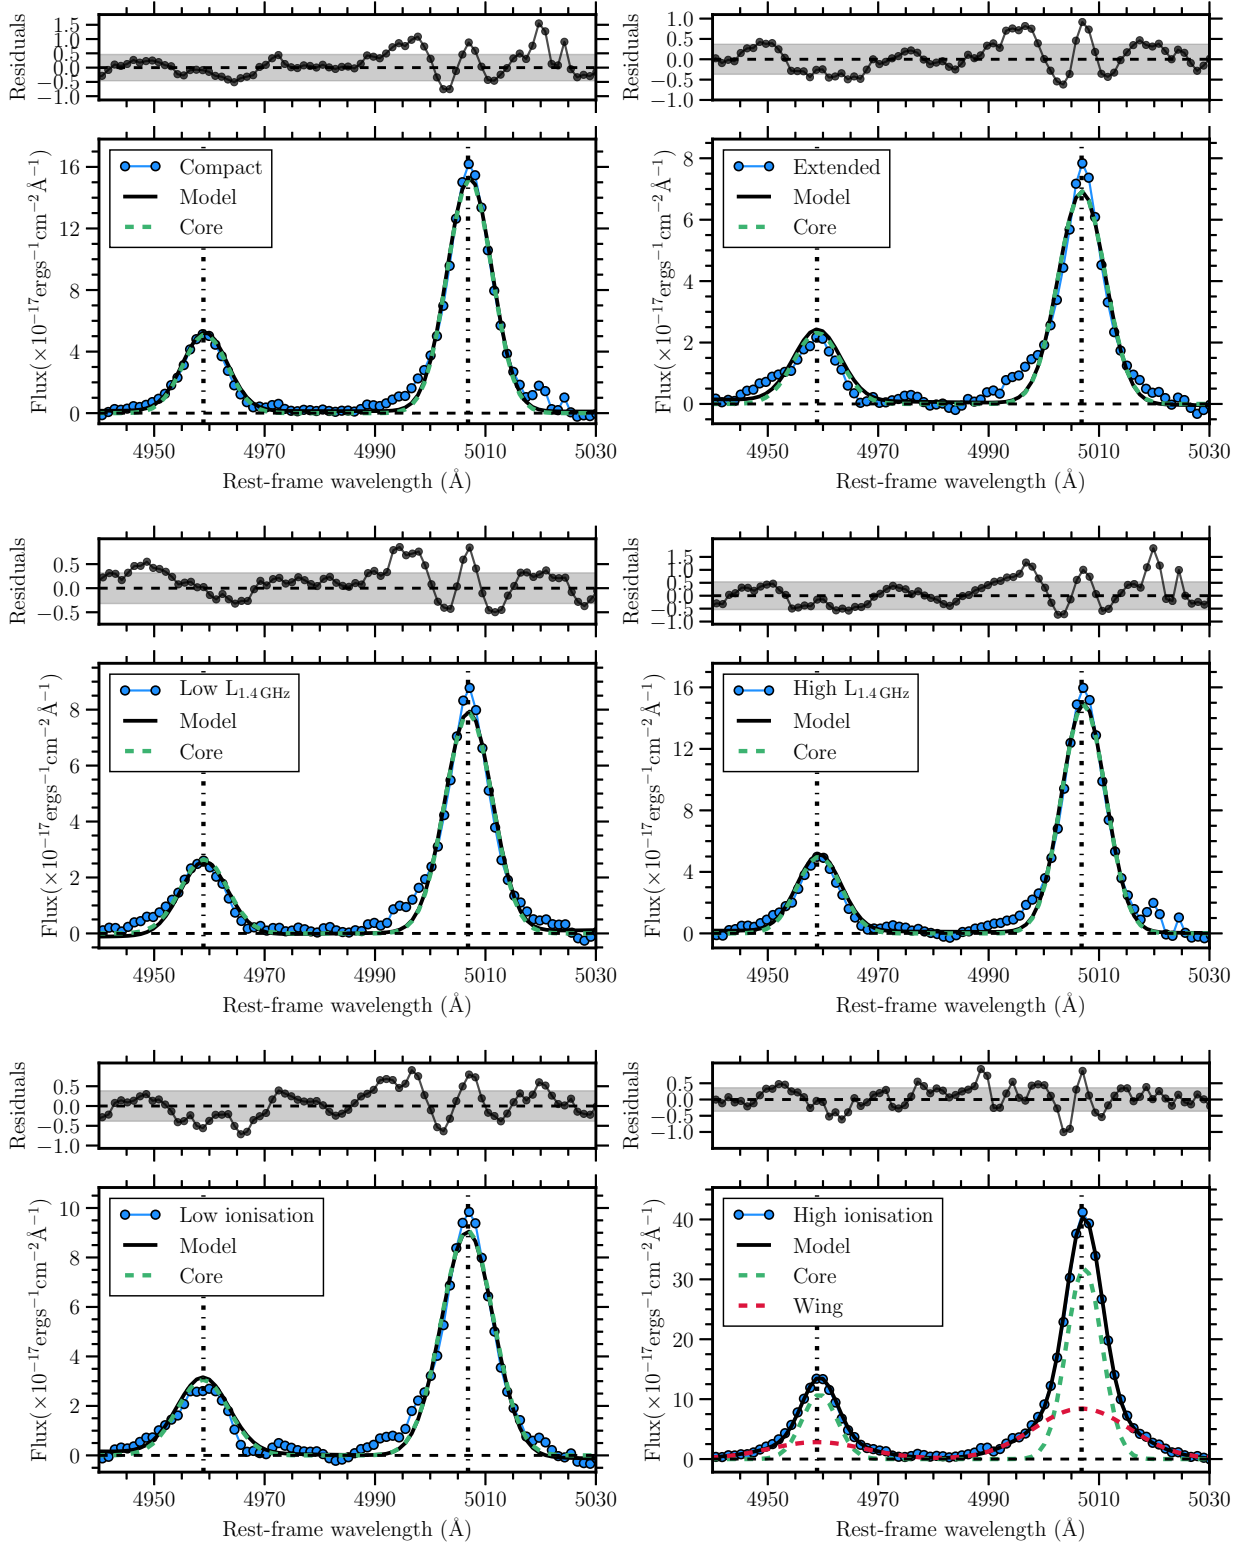 Residuals
1.5
1.0
0.5
0.0
−0.5
−1.0
Flux(×10⁻¹⁷ergs⁻¹cm⁻²Å⁻¹)
16
12
8
4
0
Compact
Model
Core
4950 4970 4990 5010 5030
Rest-frame wavelength (Å)
Residuals
1.0
0.5
0.0
−0.5
−1.0
Flux(×10⁻¹⁷ergs⁻¹cm⁻²Å⁻¹)
8
6
4
2
0
Extended
Model
Core
4950 4970 4990 5010 5030
Rest-frame wavelength (Å)
Residuals
0.5
0.0
−0.5
Flux(×10⁻¹⁷ergs⁻¹cm⁻²Å⁻¹)
8
6
4
2
0
Low L1.4 GHz
Model
Core
4950 4970 4990 5010 5030
Rest-frame wavelength (Å)
Residuals
1.5
1.0
0.5
0.0
−0.5
−1.0
Flux(×10⁻¹⁷ergs⁻¹cm⁻²Å⁻¹)
16
12
8
4
0
High L1.4 GHz
Model
Core
4950 4970 4990 5010 5030
Rest-frame wavelength (Å)
Residuals
0.5
0.0
−0.5
−1.0
Flux(×10⁻¹⁷ergs⁻¹cm⁻²Å⁻¹)
10
8
6
4
2
0
Low ionisation
Model
Core
4950 4970 4990 5010 5030
Rest-frame wavelength (Å)
Residuals
0.5
0.0
−0.5
−1.0
Flux(×10⁻¹⁷ergs⁻¹cm⁻²Å⁻¹)
40
30
20
10
0
High ionisation
Model
Core
Wing
4950 4970 4990 5010 5030
Rest-frame wavelength (Å)